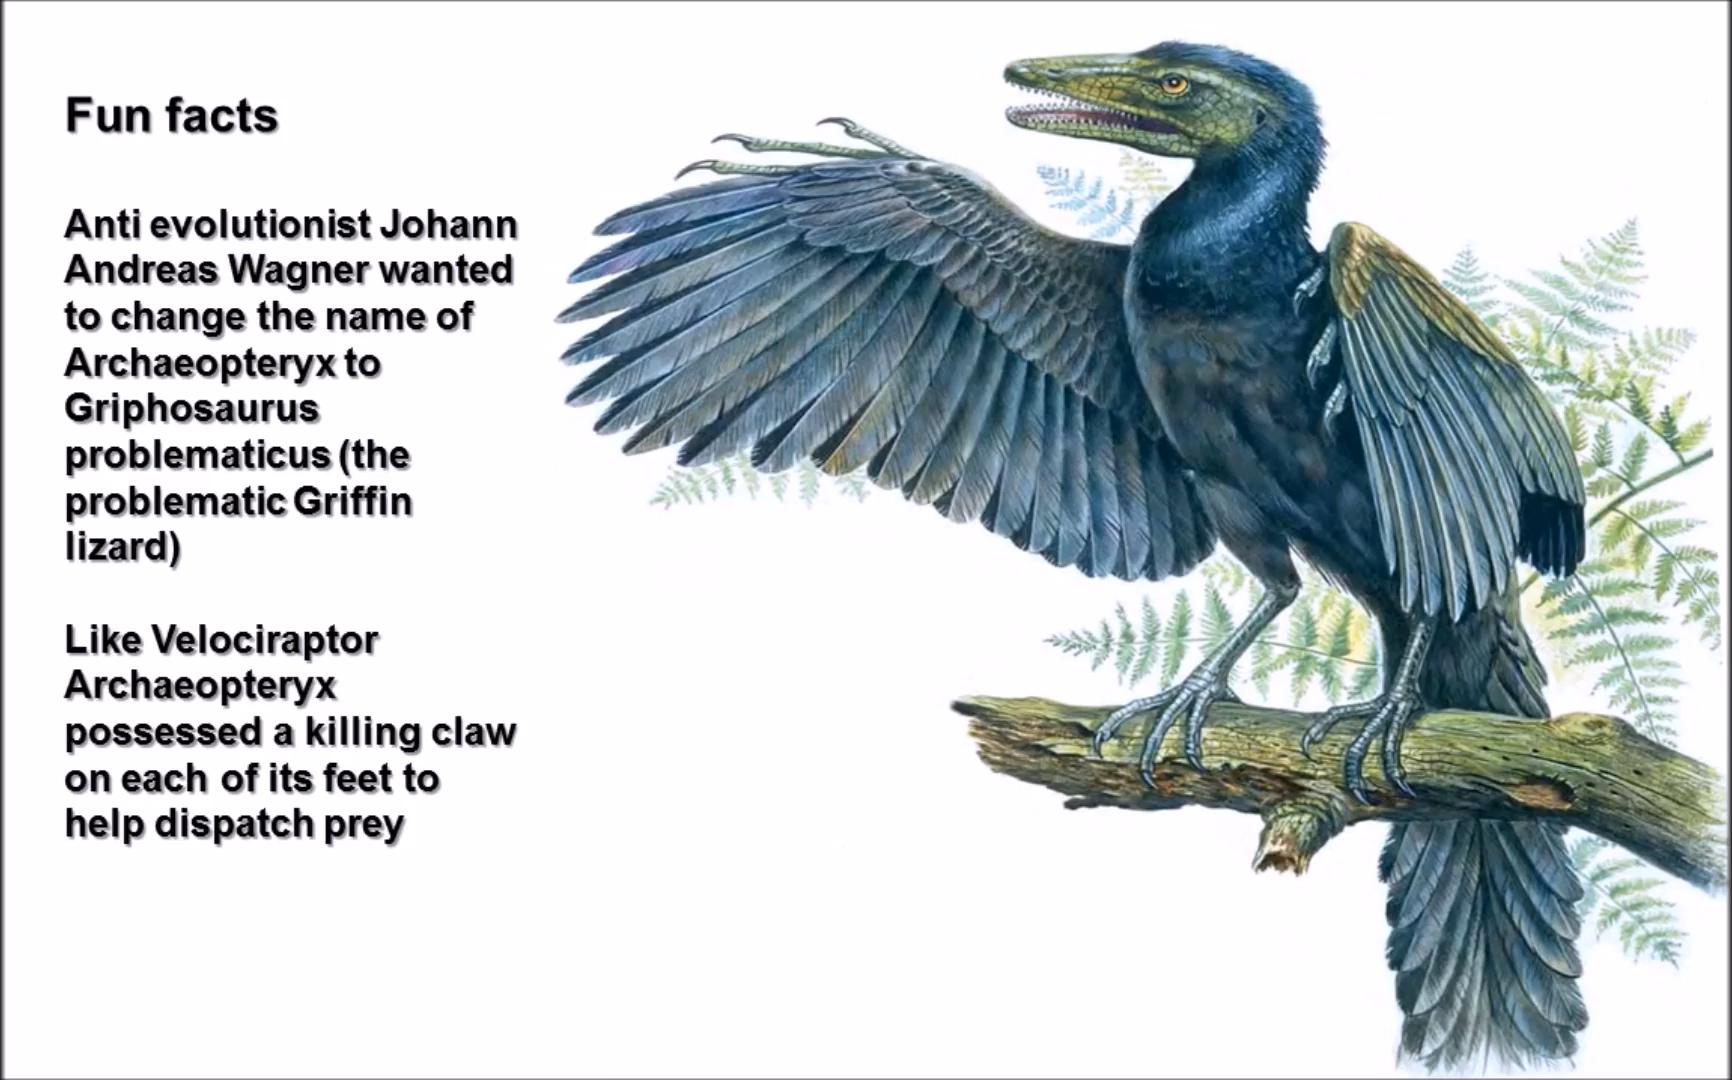 Fun facts
Anti evolutionist Johann
Andreas Wagner wanted
to change the name of
Archaeopteryx to
Griphosaurus
problematicus (the
problematic Griffin
lizard)
Like Velociraptor
Archaeopteryx
possessed a killing claw
on each of its feet to
help dispatch prey